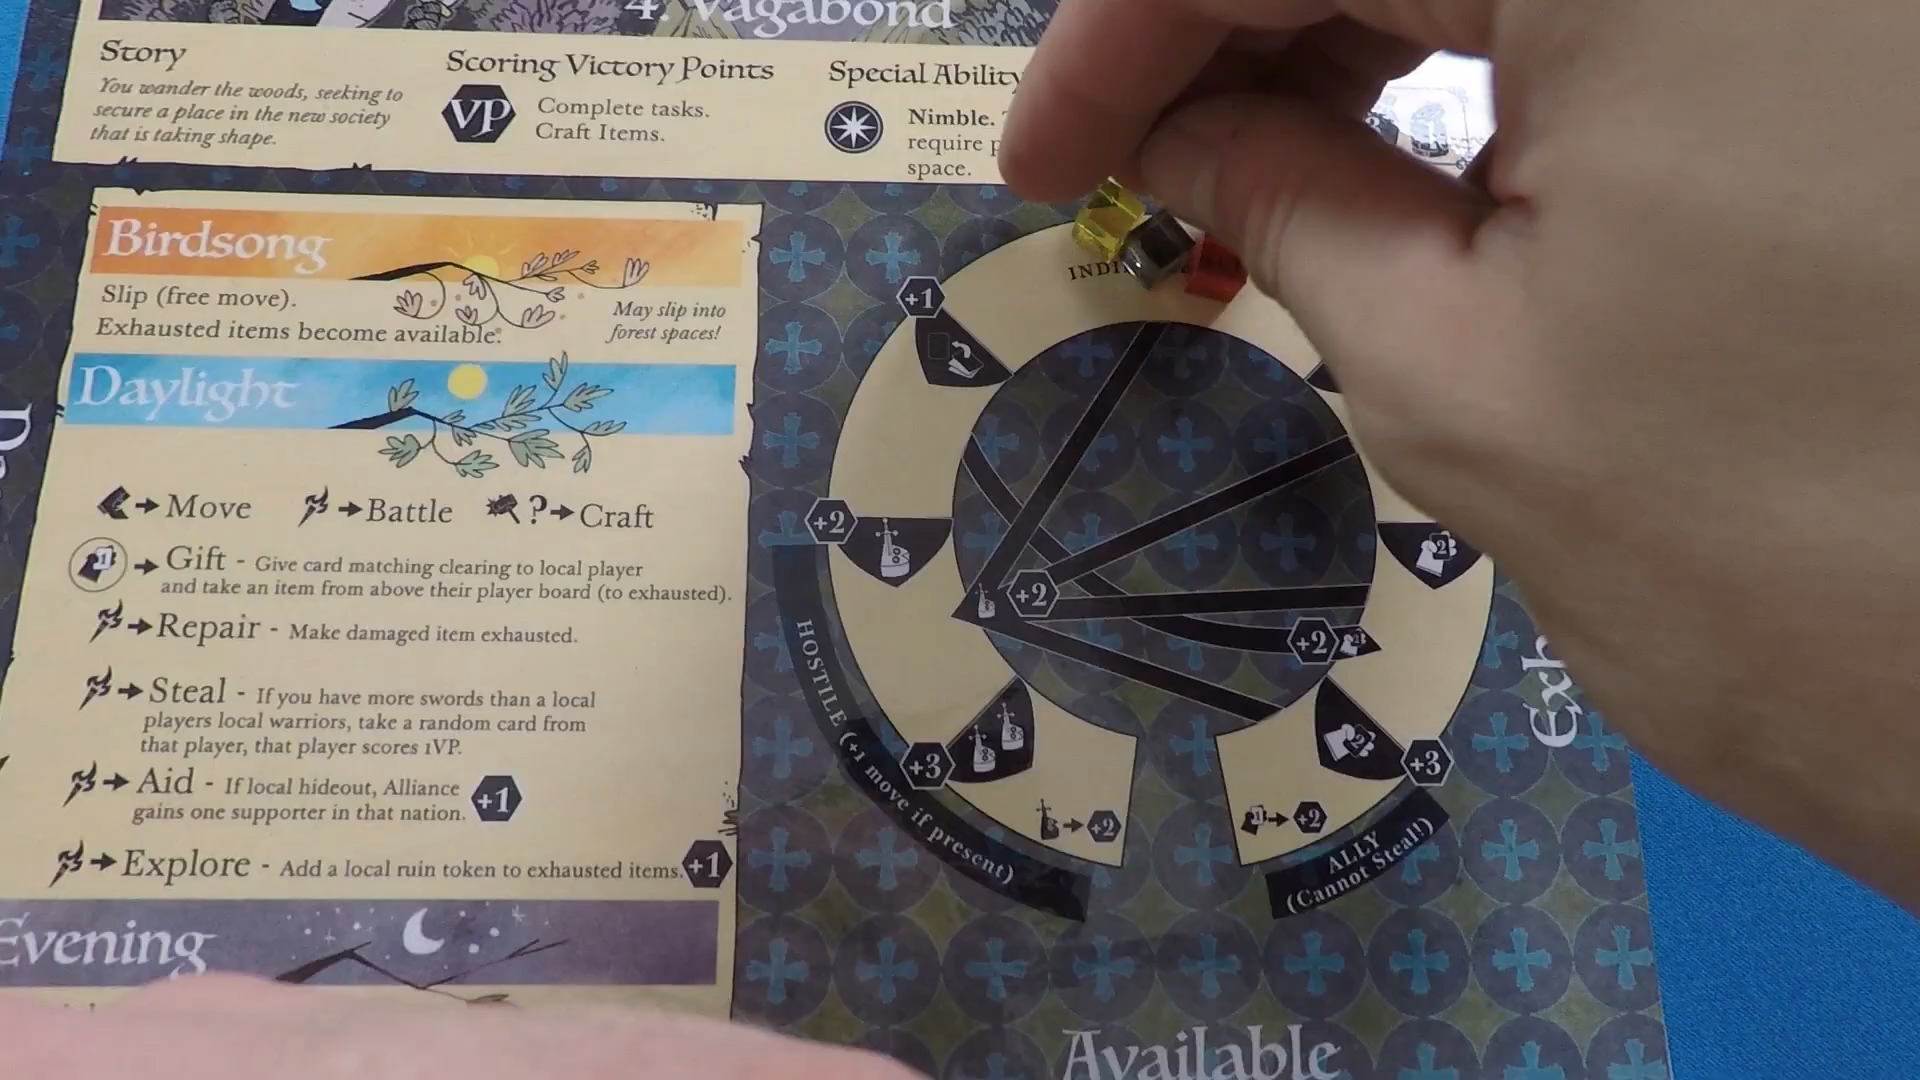 4. Vagabond
Story
You wander the woods, seeking to
secure a place in the new society
that is taking shape.
Scoring Victory Points
VP
Complete tasks.
Craft Items.
Special Ability
Nimble.
require
space.
Birdsong
Slip (free move).
Exhausted items become available.
May slip into
forest spaces!
Daylight
Move
Battle
? Craft
1 Gift - Give card matching clearing to local player
and take an item from above their player board (to exhausted).
Repair - Make damaged item exhausted.
Steal - If you have more swords than a local
players local warriors, take a random card from
that player, that player scores 1VP.
Aid - If local hideout, Alliance
gains one supporter in that nation.
+1
Explore - Add a local ruin token to exhausted items.
+1
Evening
+1
+2
2
+2
+2
2
+3
2
+3
+2
1
+2
HOSTILE (+1 move if present)
ALLY
(Cannot Steal!)
Available